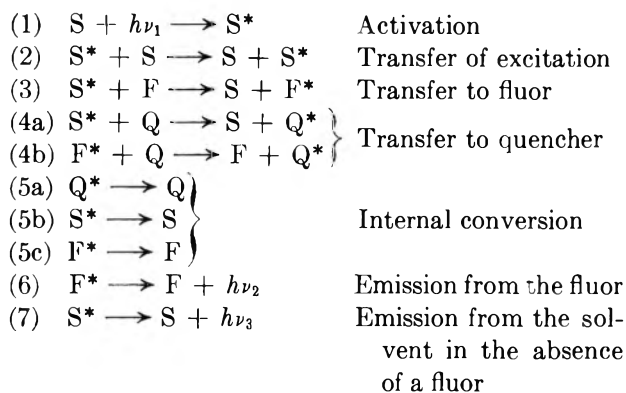 (1) S + hν₁ ⟶ S* Activation
(2) S* + S ⟶ S + S* Transfer of excitation
(3) S* + F ⟶ S + F* Transfer to fluor
(4a) S* + Q ⟶ S + Q*
(4b) F* + Q ⟶ F + Q* } Transfer to quencher
(5a) Q* ⟶ Q
(5b) S* ⟶ S } Internal conversion
(5c) F* ⟶ F
(6) F* ⟶ F + hν₂ Emission from the fluor
(7) S* ⟶ S + hν₃ Emission from the sol-
vent in the absence
of a fluor